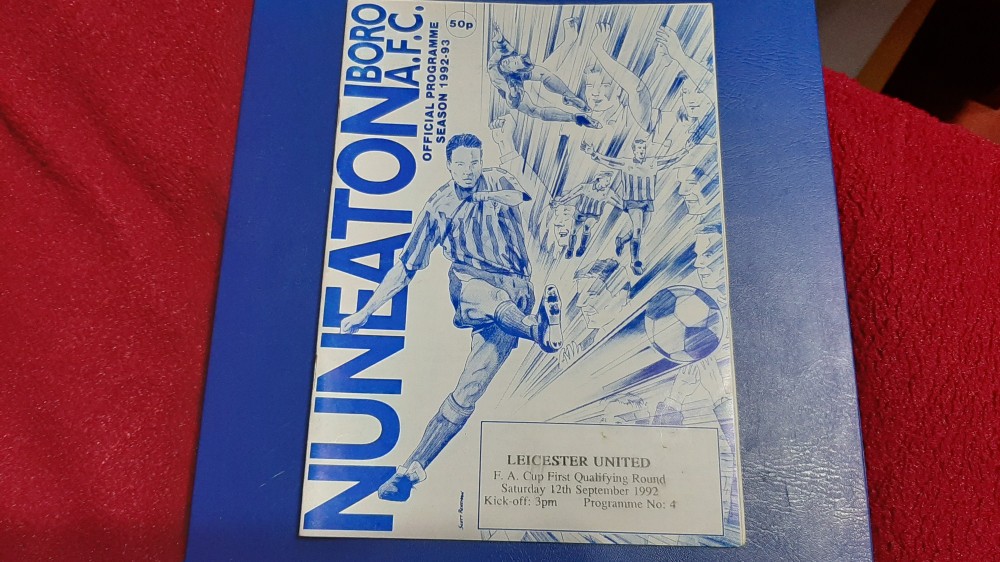 NUNEATON BORO
A.F.C.
OFFICIAL PROGRAMME
SEASON 1992-93
50p
LEICESTER UNITED
F. A. Cup First Qualifying Round
Saturday 12th September 1992
Kick-off: 3pm Programme No: 4